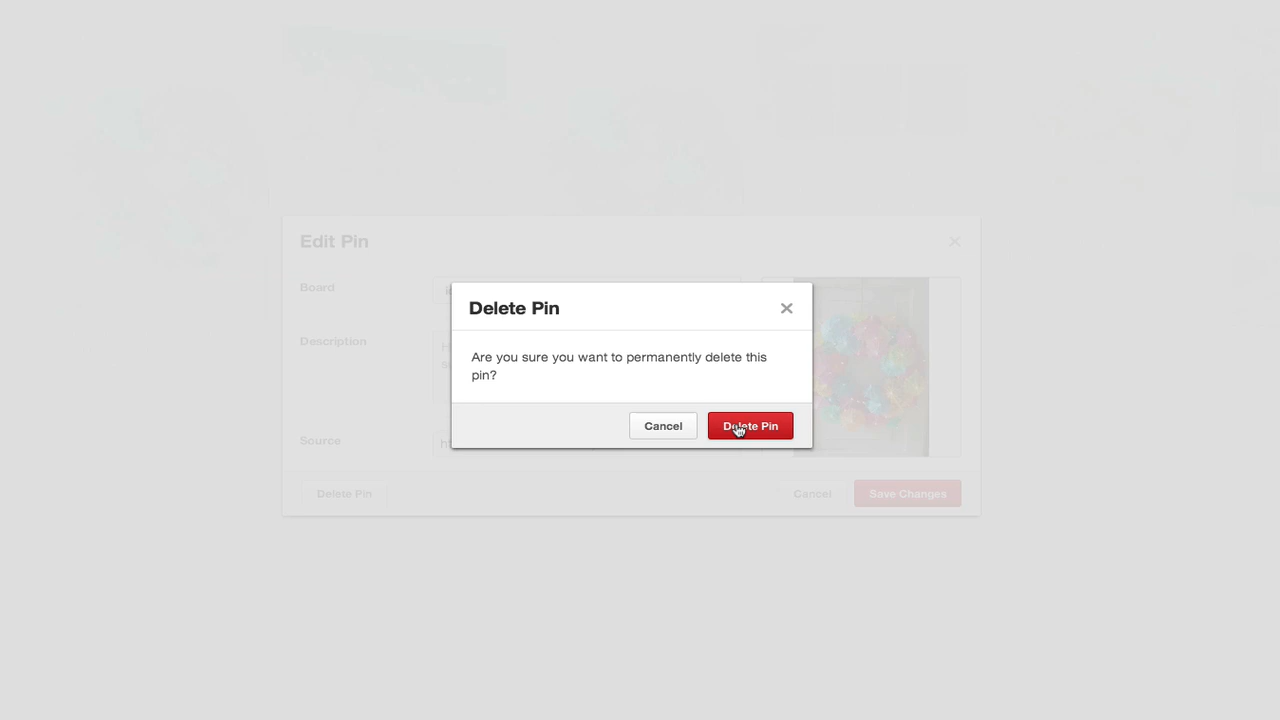 Edit Pin
Board
Delete Pin
Description
Are you sure you want to permanently delete this
pin?
Cancel Delete Pin
Source
Delete Pin Cancel Save Changes